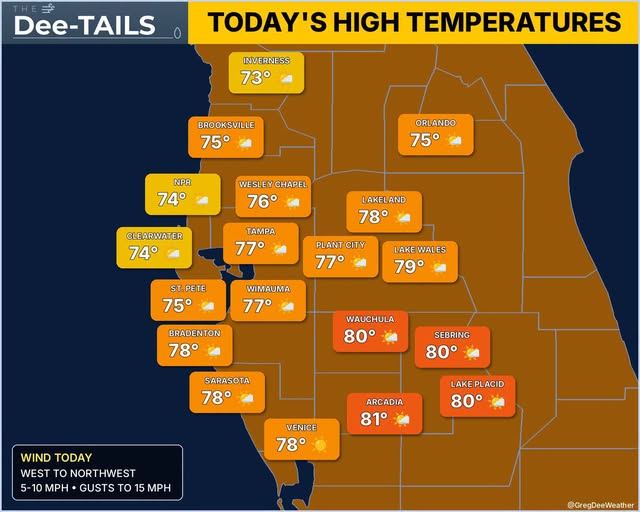 THE
Dee-TAILS
TODAY'S HIGH TEMPERATURES
INVERNESS
73°
BROOKSVILLE
75°
ORLANDO
75°
NPR
74°
WESLEY CHAPEL
76°
LAKELAND
78°
CLEARWATER
74°
TAMPA
77°
PLANT CITY
77°
LAKE WALES
79°
ST. PETE
75°
WIMAUMA
77°
BRADENTON
78°
WAUCHULA
80°
SEBRING
80°
SARASOTA
78°
LAKE PLACID
80°
ARCADIA
81°
VENICE
78°
WIND TODAY
WEST TO NORTHWEST
5-10 MPH • GUSTS TO 15 MPH
@GregDeeWeather